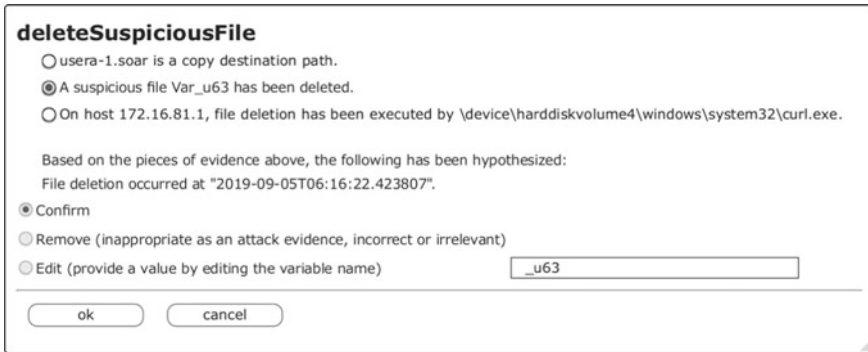 deleteSuspiciousFile
usera-1.soar is a copy destination path.
A suspicious file Var_u63 has been deleted.
On host 172.16.81.1, file deletion has been executed by \device\harddiskvolume4\windows\system32\curl.exe.
Based on the pieces of evidence above, the following has been hypothesized:
File deletion occurred at "2019-09-05T06:16:22.423807".
Confirm
Remove (inappropriate as an attack evidence, incorrect or irrelevant)
Edit (provide a value by editing the variable name) _u63
ok cancel